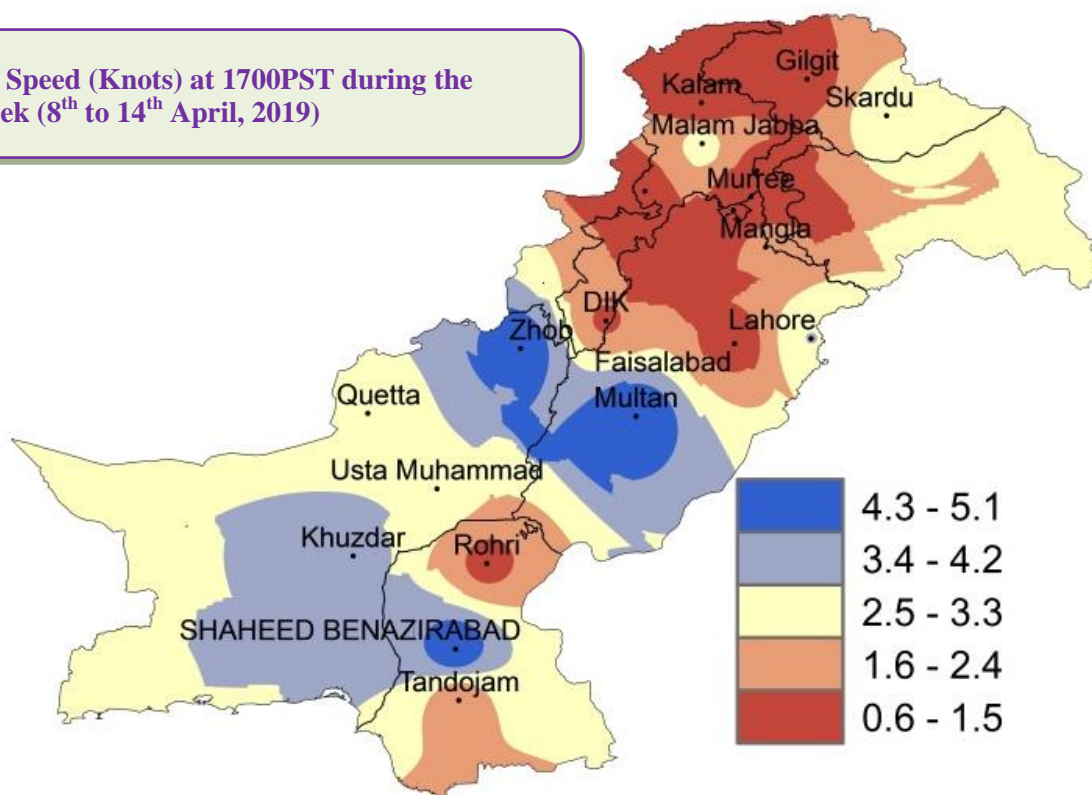 Speed (Knots) at 1700PST during the
ek (8th to 14th April, 2019)
Gilgit
Kalam
Skardu
Malam Jabba
Murree
Mangla
DIK
Lahore
Zhob
Faisalabad
Quetta
Multan
Usta Muhammad
Khuzdar
Rohri
SHAHEED BENAZIRABAD
Tandojam
4.3 - 5.1
3.4 - 4.2
2.5 - 3.3
1.6 - 2.4
0.6 - 1.5